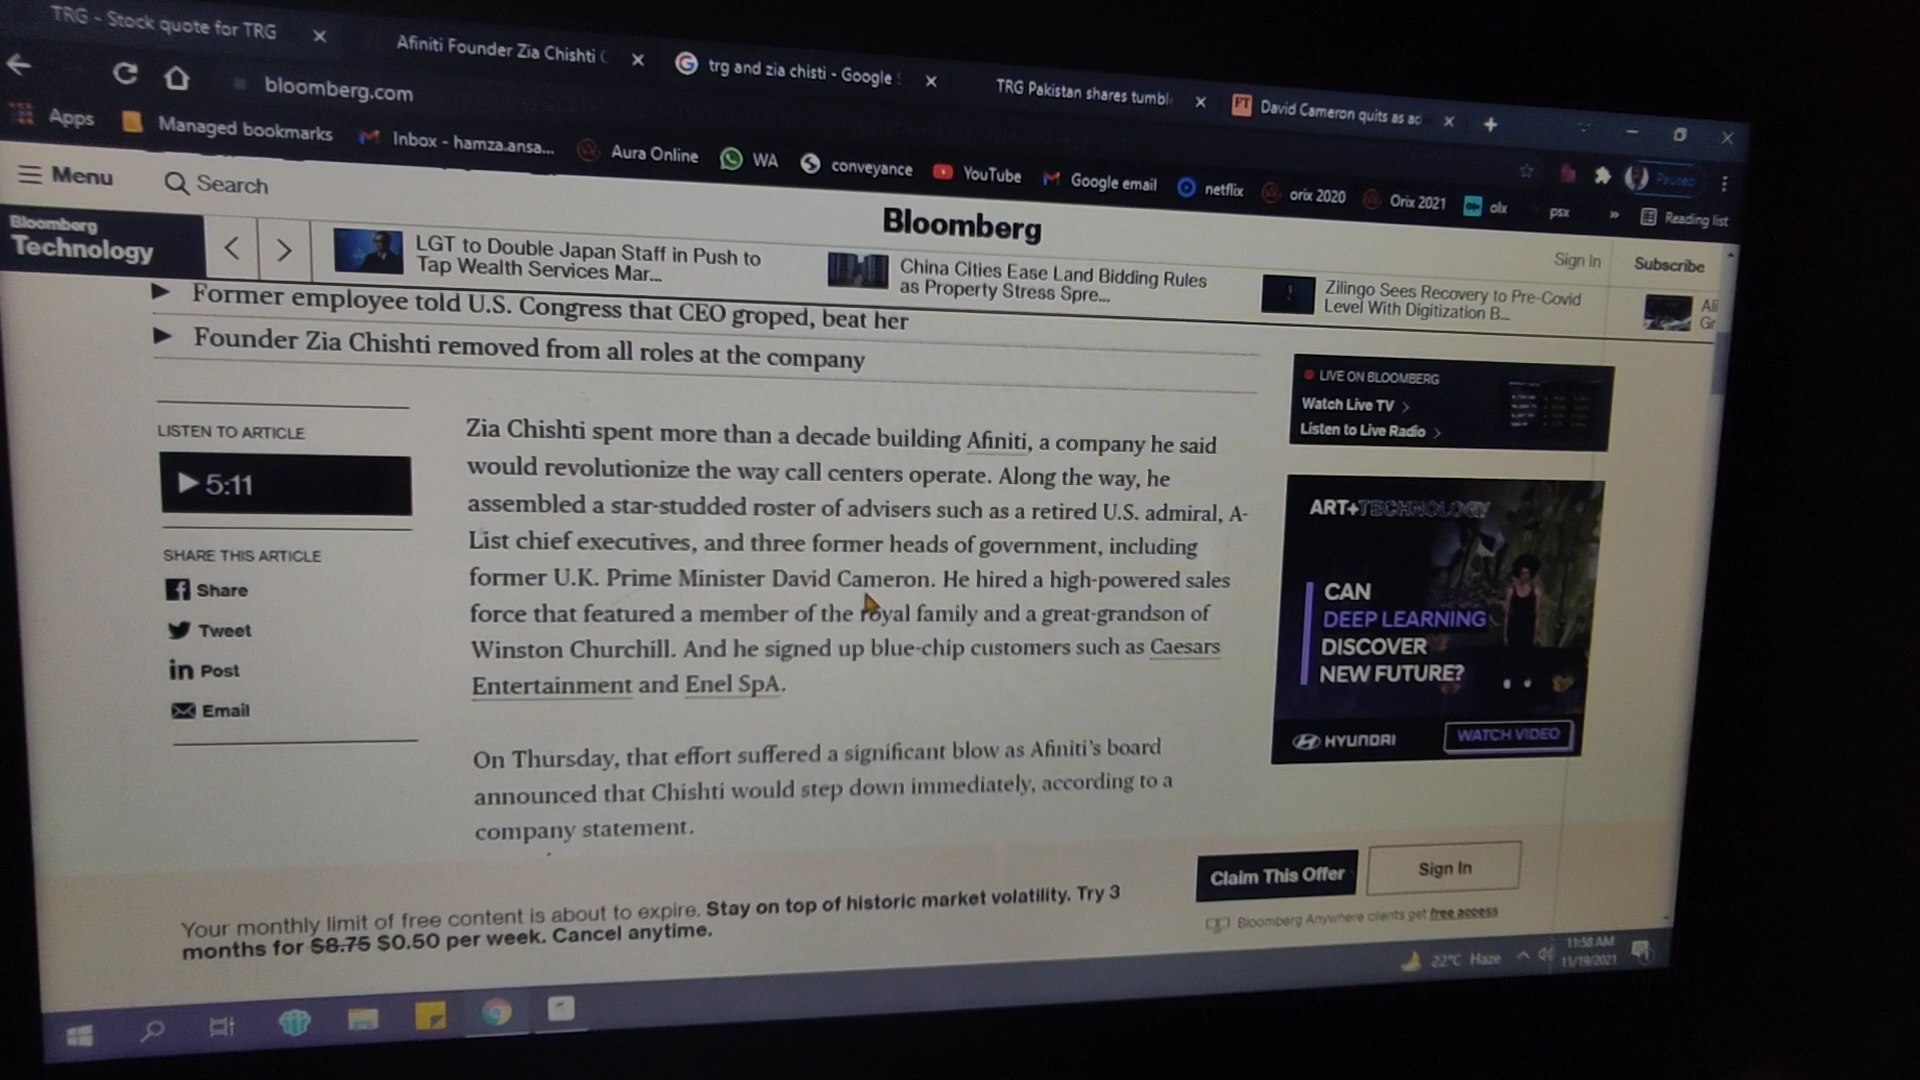 TRG - Stock quote for TRG
Afiniti Founder Zia Chishti
trg and zia chisti - Google
TRG Pakistan shares tumbl
FT David Cameron quits as ad
bloomberg.com
Apps
Managed bookmarks
Inbox - hamza.ansa...
Aura Online
WA
conveyance
YouTube
Google email
netflix
orix 2020
Orix 2021
olx
psx
»
Reading list
Paused
Menu
Search
Bloomberg
Sign In
Subscribe
Bloomberg
Technology
LGT to Double Japan Staff in Push to
Tap Wealth Services Mar...
China Cities Ease Land Bidding Rules
as Property Stress Spre...
Zilingo Sees Recovery to Pre-Covid
Level With Digitization B...
Ali
Gr
Former employee told U.S. Congress that CEO groped, beat her
Founder Zia Chishti removed from all roles at the company
LISTEN TO ARTICLE
5:11
SHARE THIS ARTICLE
Share
Tweet
in Post
Email
Zia Chishti spent more than a decade building Afiniti, a company he said
would revolutionize the way call centers operate. Along the way, he
assembled a star-studded roster of advisers such as a retired U.S. admiral, A-
List chief executives, and three former heads of government, including
former U.K. Prime Minister David Cameron. He hired a high-powered sales
force that featured a member of the royal family and a great-grandson of
Winston Churchill. And he signed up blue-chip customers such as Caesars
Entertainment and Enel SpA.
On Thursday, that effort suffered a significant blow as Afiniti's board
announced that Chishti would step down immediately, according to a
company statement.
LIVE ON BLOOMBERG
Watch Live TV >
Listen to Live Radio >
ART+TECHNOLOGY
CAN
DEEP LEARNING
DISCOVER
NEW FUTURE?
HYUNDAI
WATCH VIDEO
Your monthly limit of free content is about to expire. Stay on top of historic market volatility. Try 3
months for $8.75 $0.50 per week. Cancel anytime.
Claim This Offer
Sign In
Bloomberg Anywhere clients get free access
22°C Haze
11:58 AM
11/19/2021